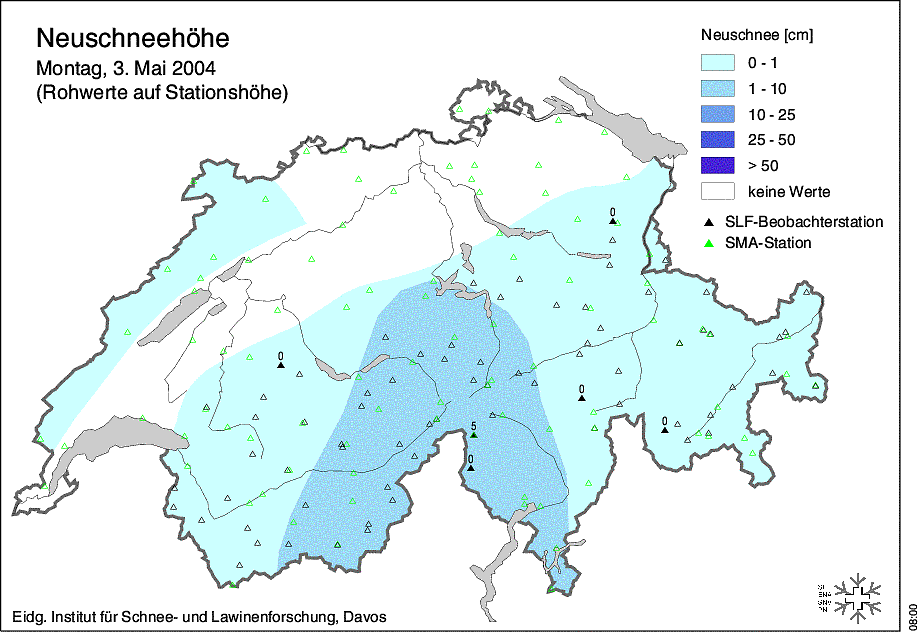 Neuschneehöhe
Montag, 3. Mai 2004
(Rohwerte auf Stationshöhe)
Neuschnee [cm]
0 - 1
1 - 10
10 - 25
25 - 50
> 50
keine Werte
SLF-Beobachterstation
SMA-Station
0
0
0
0
5
0
Eidg. Institut für Schnee- und Lawinenforschung, Davos
08:00